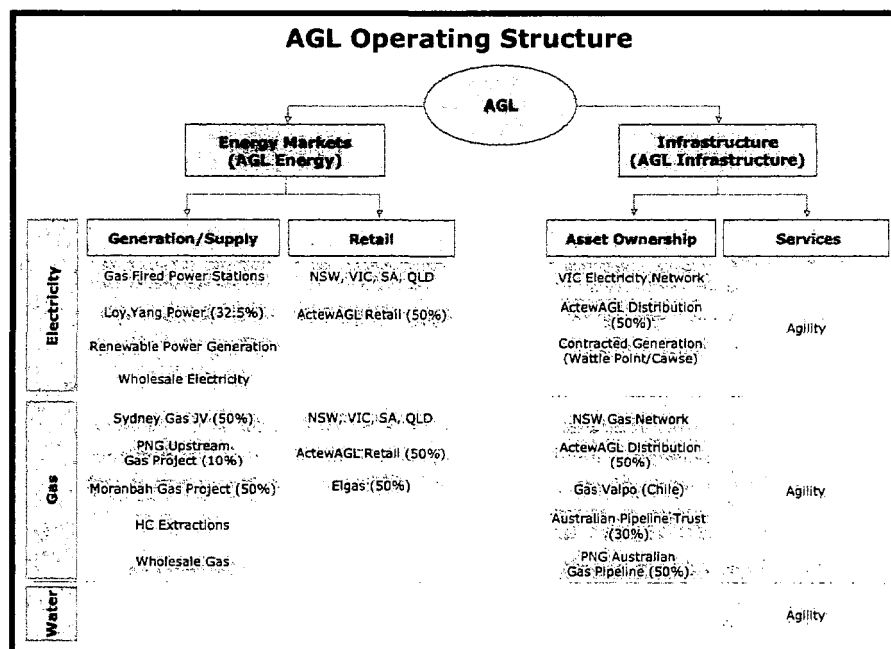 AGL Operating Structure
AGL
Energy Markets
(AGL Energy)
Infrastructure
(AGL Infrastructure)
Generation/Supply
Retail
Asset Ownership
Services
Electricity
Gas Fired Power Stations
Loy Yang Power (32.5%)
Renewable Power Generation
Wholesale Electricity
NSW, VIC, SA, QLD
ActewAGL Retail (50%)
VIC Electricity Network
ActewAGL Distribution
(50%)
Contracted Generation
(Wattle Point/Cawse)
Agility
Gas
Sydney Gas JV (50%)
PNG Upstream
Gas Project (10%)
Moranbah Gas Project (50%)
HC Extractions
Wholesale Gas
NSW, VIC, SA, QLD
ActewAGL Retail (50%)
Elgas (50%)
NSW Gas Network
ActewAGL Distribution
(50%)
Gas Valpo (Chile)
Australian Pipeline Trust
(30%)
PNG Australian
Gas Pipeline (50%)
Agility
Water
Agility